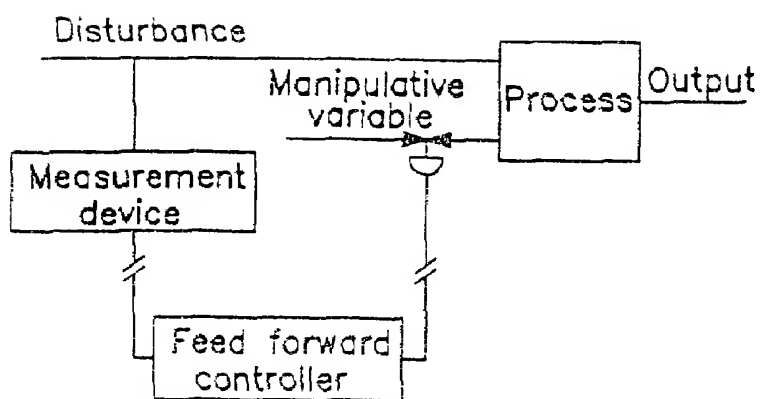 Disturbance
Manipulative
variable
Process
Output
Measurement
device
Feed forward
controller